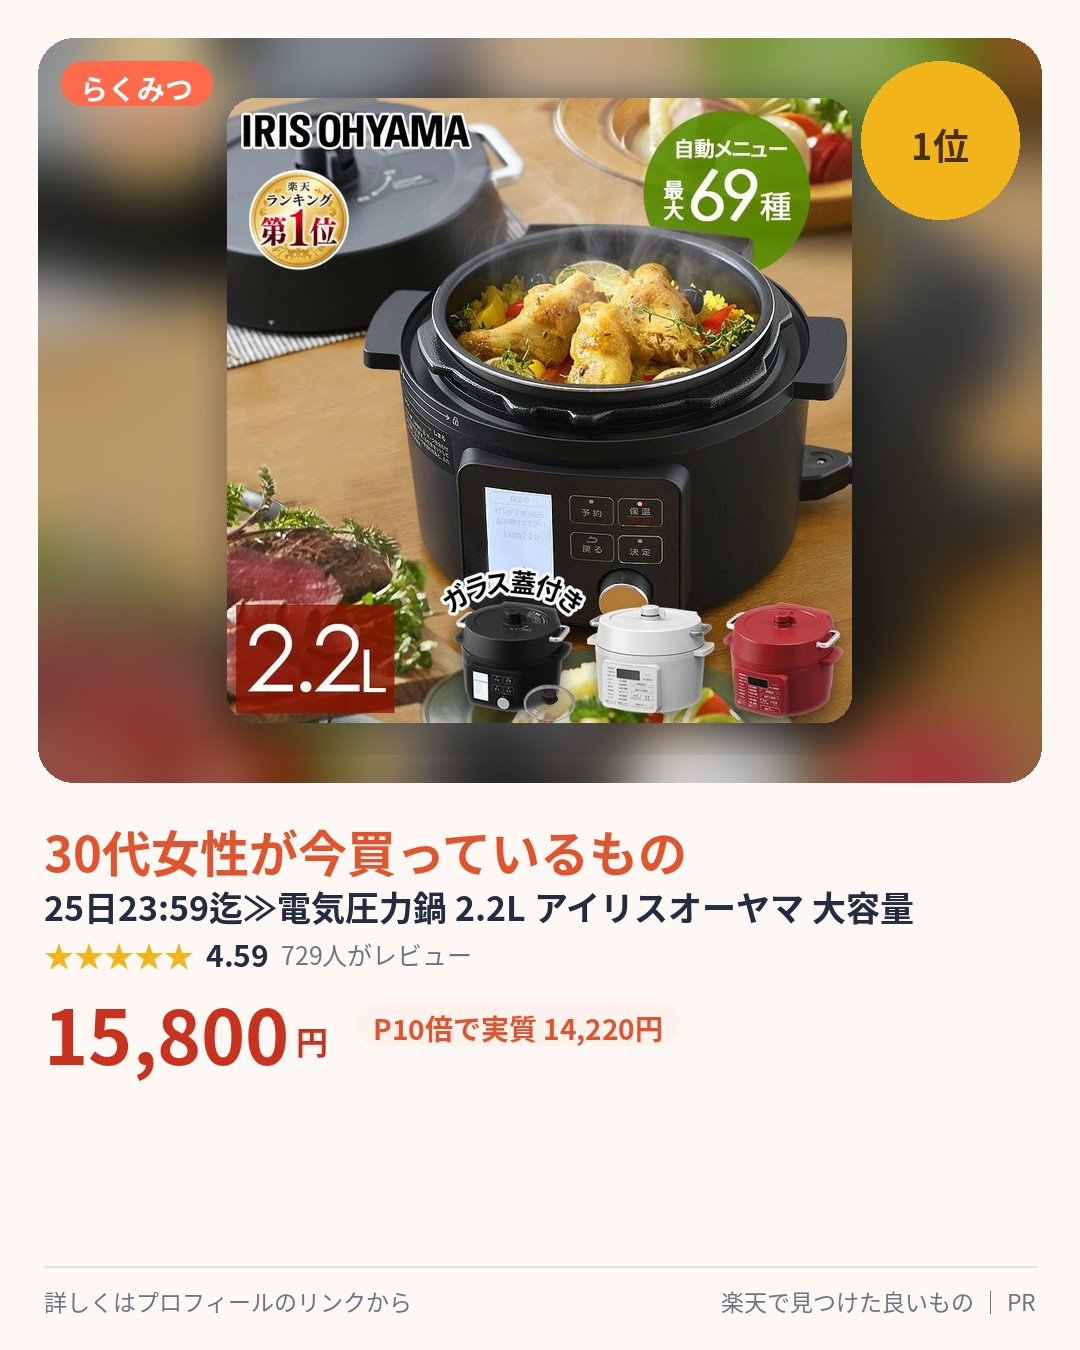 らくみつ
1位
IRIS OHYAMA
楽天
ランキング
第1位
自動メニュー
最大69種
予約
保温
戻る
決定
ガラス蓋付き
2.2L
30代女性が今買っているもの
25日23:59迄≫電気圧力鍋 2.2L アイリスオーヤマ 大容量
★★★★★ 4.59 729人がレビュー
15,800円 P10倍で実質 14,220円
詳しくはプロフィールのリンクから
楽天で見つけた良いもの｜PR